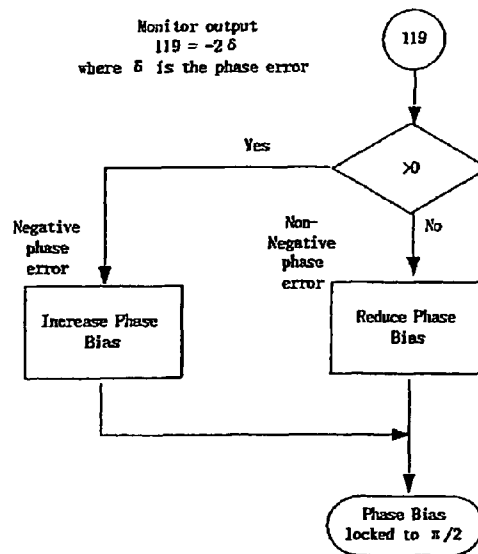 Monitor output
119 = -2 δ
where δ is the phase error
119
>0
Yes
No
Negative
phase
error
Non-
Negative
phase
error
Increase Phase
Bias
Reduce Phase
Bias
Phase Bias
locked to π/2